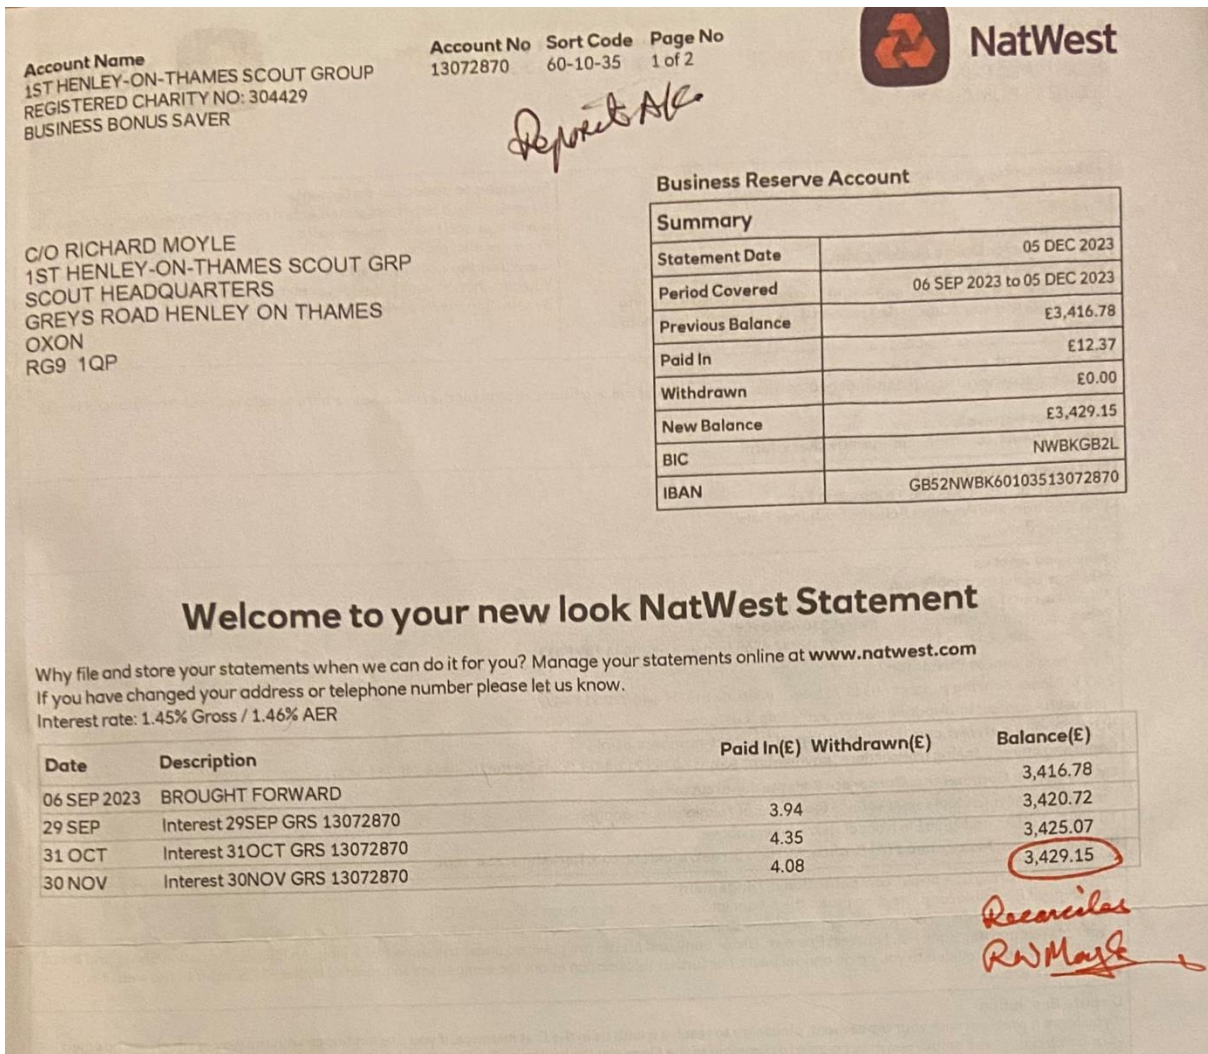 Account Name
1ST HENLEY-ON-THAMES SCOUT GROUP
REGISTERED CHARITY NO: 304429
BUSINESS BONUS SAVER
Account No Sort Code Page No
13072870 60-10-35 1 of 2
NatWest
Deposit A/c.
C/O RICHARD MOYLE
1ST HENLEY-ON-THAMES SCOUT GRP
SCOUT HEADQUARTERS
GREYS ROAD HENLEY ON THAMES
OXON
RG9 1QP
Business Reserve Account
Summary
Statement Date 05 DEC 2023
Period Covered 06 SEP 2023 to 05 DEC 2023
Previous Balance £3,416.78
Paid In £12.37
Withdrawn £0.00
New Balance £3,429.15
BIC NWBKGB2L
IBAN GB52NWBK60103513072870
Welcome to your new look NatWest Statement
Why file and store your statements when we can do it for you? Manage your statements online at www.natwest.com
If you have changed your address or telephone number please let us know.
Interest rate: 1.45% Gross / 1.46% AER
Date Description Paid In(£) Withdrawn(£) Balance(£)
06 SEP 2023 BROUGHT FORWARD 3,416.78
29 SEP Interest 29SEP GRS 13072870 3.94 3,420.72
31 OCT Interest 31OCT GRS 13072870 4.35 3,425.07
30 NOV Interest 30NOV GRS 13072870 4.08 3,429.15
Reconciles
RW Moyle